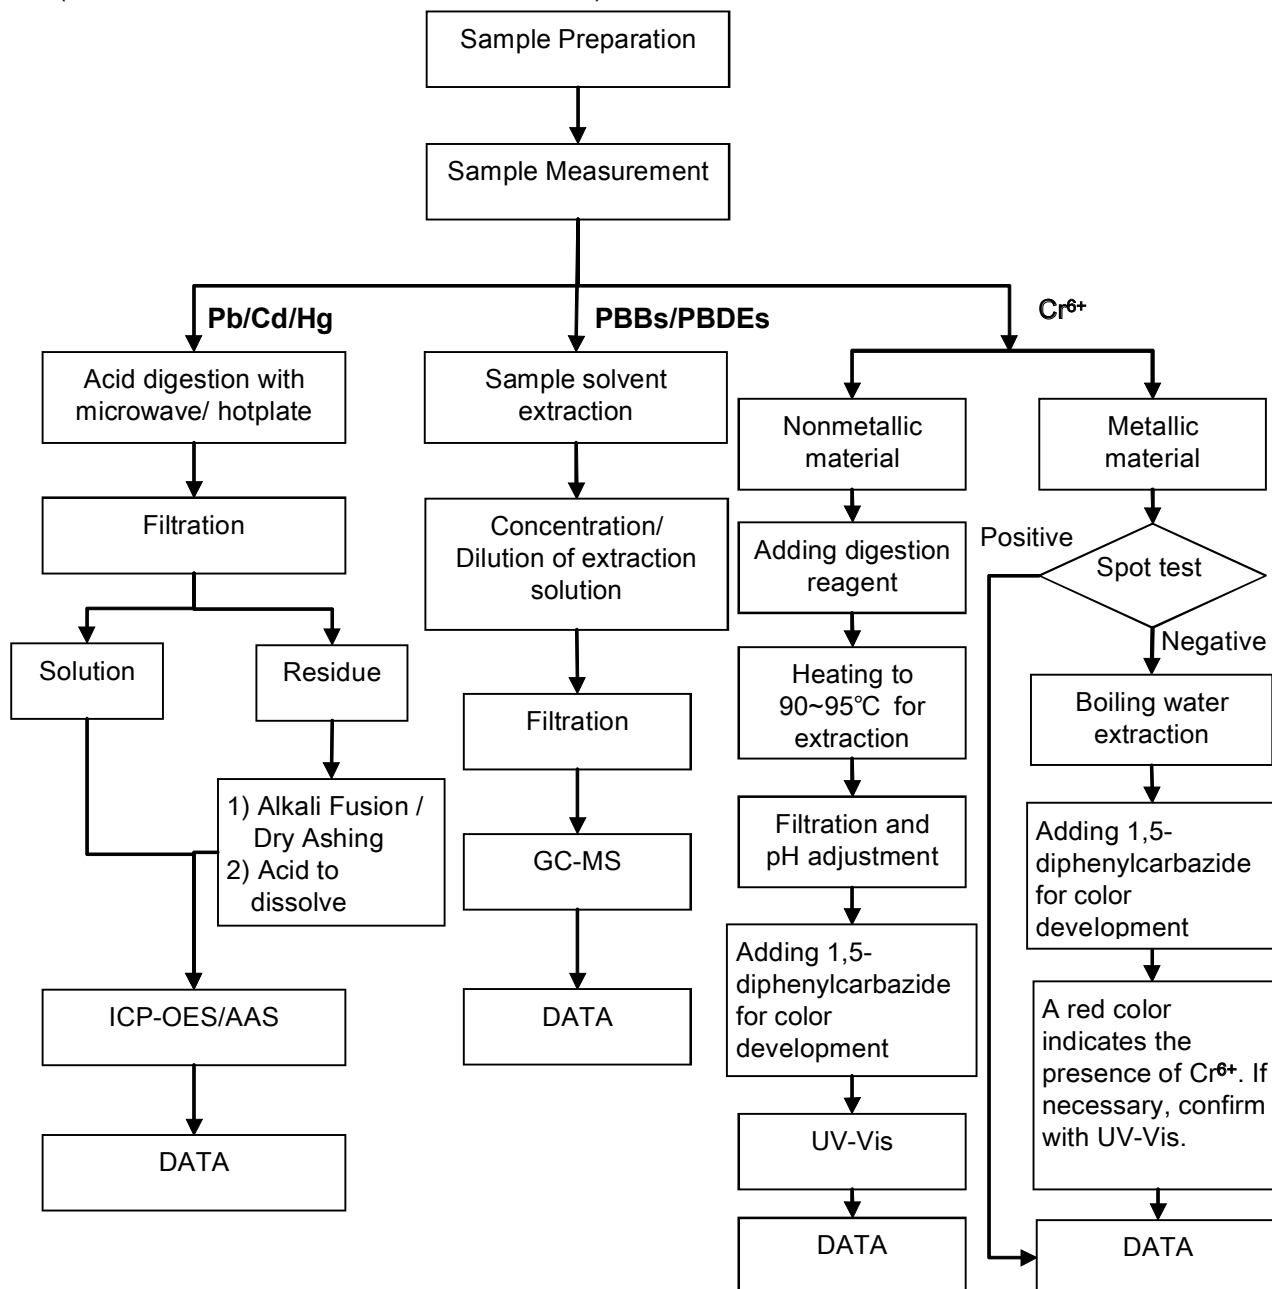 Sample Preparation
Sample Measurement
Pb/Cd/Hg
PBBs/PBDEs
Cr⁶⁺
Acid digestion with
microwave/ hotplate
Filtration
Solution
Residue
1) Alkali Fusion /
Dry Ashing
2) Acid to
dissolve
ICP-OES/AAS
DATA
Sample solvent
extraction
Concentration/
Dilution of extraction
solution
Filtration
GC-MS
DATA
Nonmetallic
material
Adding digestion
reagent
Heating to
90~95℃ for
extraction
Filtration and
pH adjustment
Adding 1,5-
diphenylcarbazide
for color
development
UV-Vis
DATA
Metallic
material
Positive
Spot test
Negative
Boiling water
extraction
Adding 1,5-
diphenylcarbazide
for color
development
A red color
indicates the
presence of Cr⁶⁺. If
necessary, confirm
with UV-Vis.
DATA